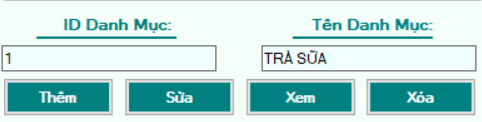 ID Danh Mục: Tên Danh Mục:
1 TRÀ SỮA
Thêm Sửa Xem Xóa